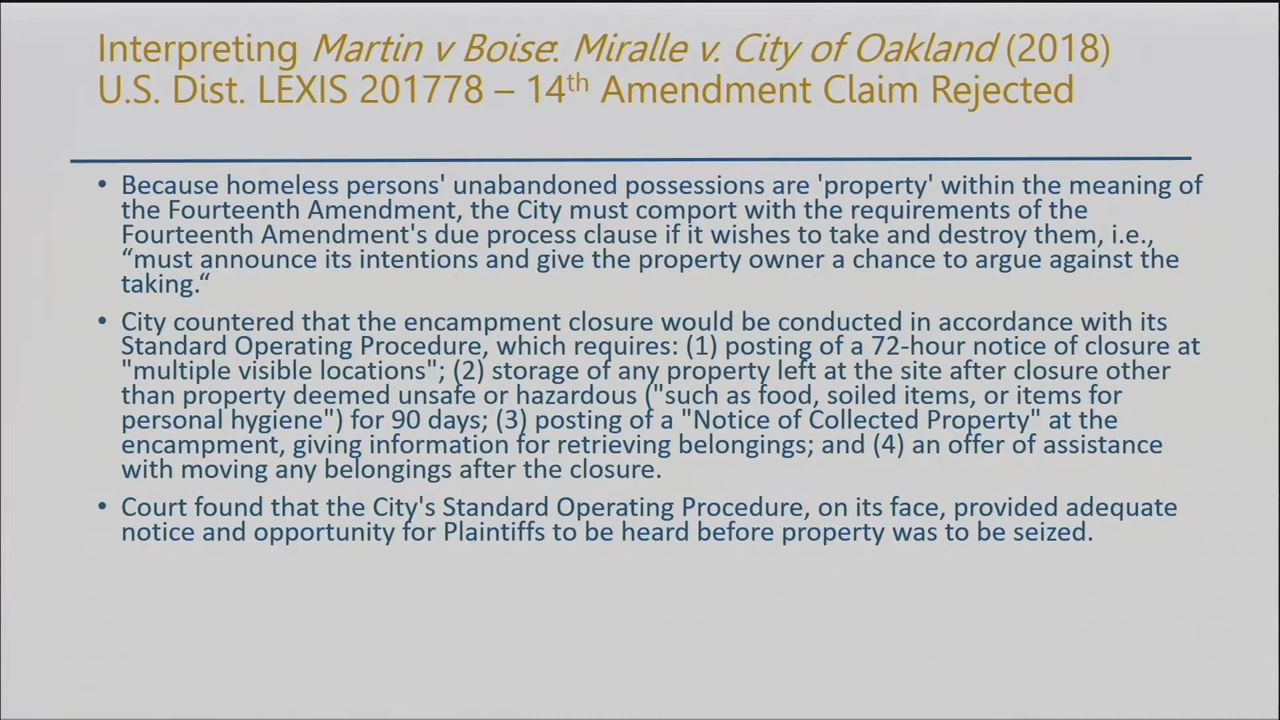 Interpreting Martin v Boise: Miralle v. City of Oakland (2018)
U.S. Dist. LEXIS 201778 – 14th Amendment Claim Rejected
• Because homeless persons' unabandoned possessions are 'property' within the meaning of
the Fourteenth Amendment, the City must comport with the requirements of the
Fourteenth Amendment's due process clause if it wishes to take and destroy them, i.e.,
“must announce its intentions and give the property owner a chance to argue against the
taking.“
• City countered that the encampment closure would be conducted in accordance with its
Standard Operating Procedure, which requires: (1) posting of a 72-hour notice of closure at
"multiple visible locations"; (2) storage of any property left at the site after closure other
than property deemed unsafe or hazardous ("such as food, soiled items, or items for
personal hygiene") for 90 days; (3) posting of a "Notice of Collected Property" at the
encampment, giving information for retrieving belongings; and (4) an offer of assistance
with moving any belongings after the closure.
• Court found that the City's Standard Operating Procedure, on its face, provided adequate
notice and opportunity for Plaintiffs to be heard before property was to be seized.